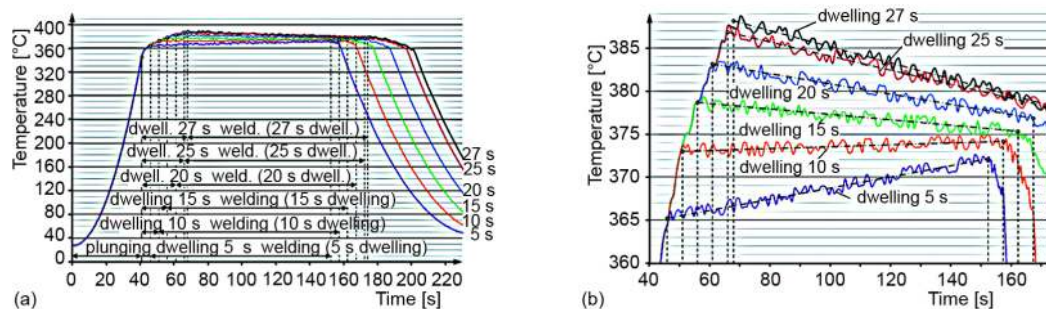 400
360
320
280
240
200
160
120
80
40
0
Temperature [°C]
dwell. 27 s weld. (27 s dwell.)
dwell. 25 s weld. (25 s dwell.)
dwell. 20 s weld. (20 s dwell.)
dwelling 15 s welding (15 s dwelling)
dwelling 10 s welding (10 s dwelling)
plunging dwelling 5 s welding (5 s dwelling)
27 s
25 s
20 s
15 s
10 s
5 s
0 20 40 60 80 100 120 140 160 180 200 220
(a)
Time [s]
385
380
375
370
365
360
Temperature [°C]
dwelling 27 s
dwelling 25 s
dwelling 20 s
dwelling 15 s
dwelling 10 s
dwelling 5 s
40 60 80 100 120 140 160
(b)
Time [s]